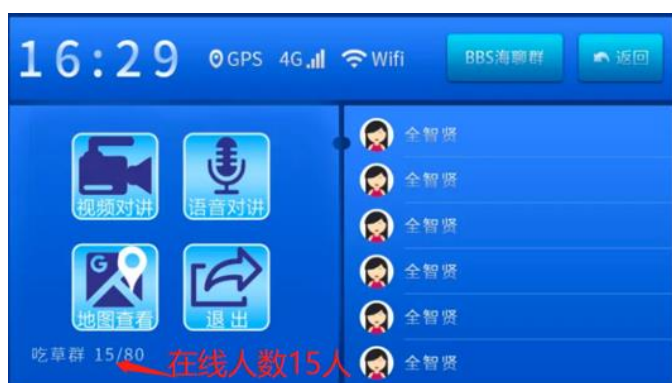 16:29 GPS 4G Wifi BBS海聊群 返回
视频对讲 语音对讲
地图查看 退出
吃草群 15/80
在线人数15人
全智贤
全智贤
全智贤
全智贤
全智贤
全智贤